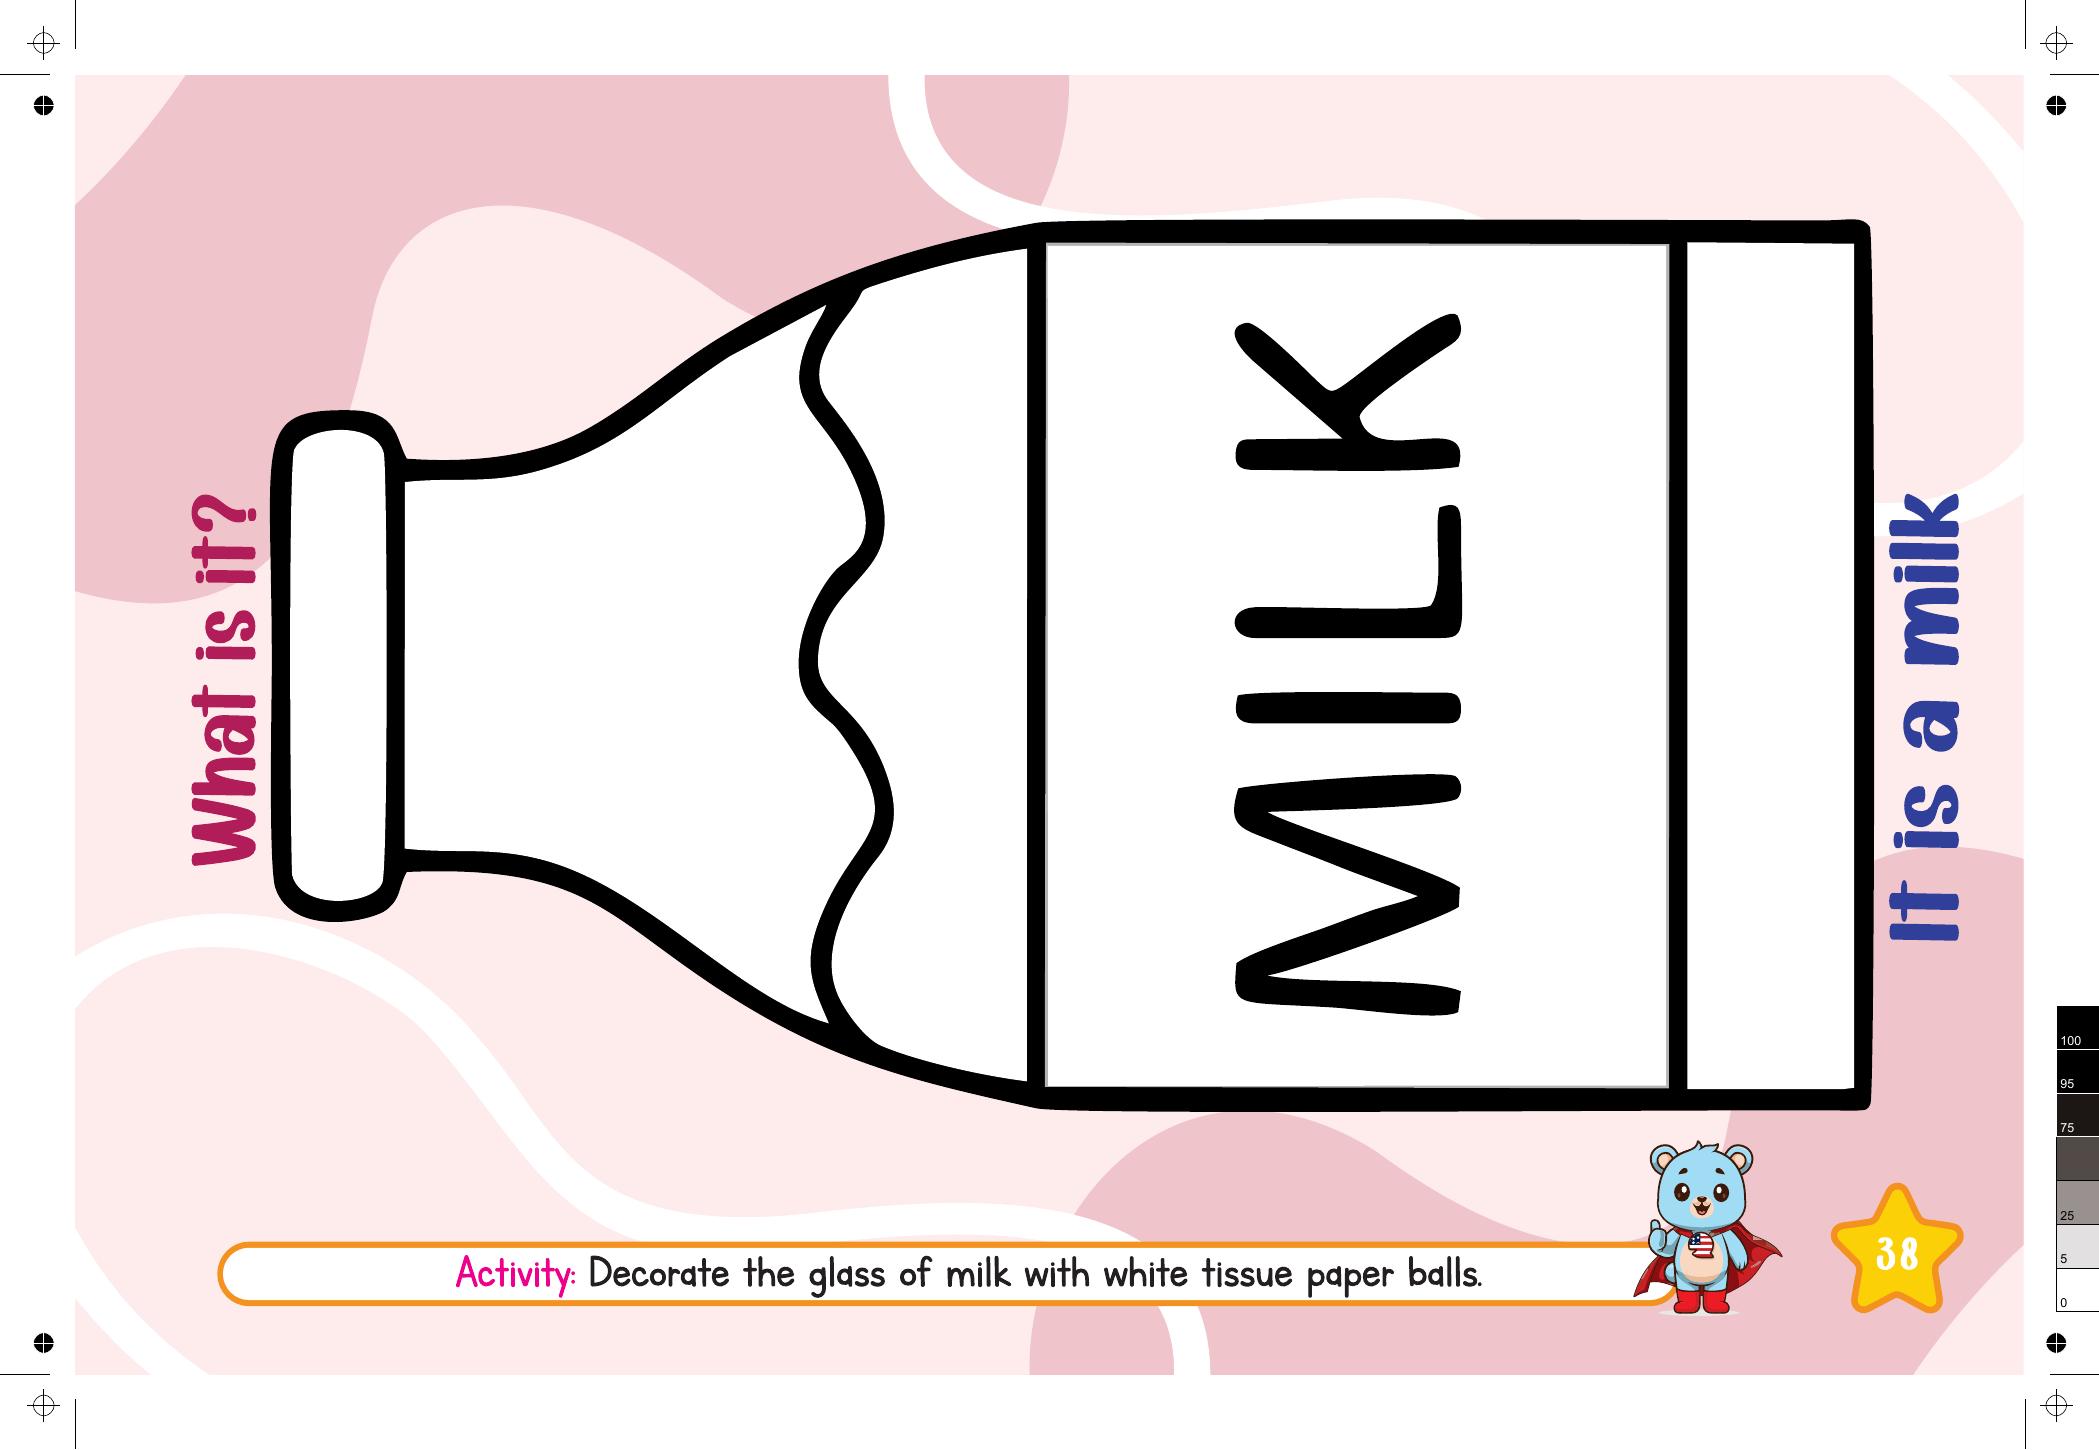 What is it?
MILK
It is a milk
Activity: Decorate the glass of milk with white tissue paper balls.
38
100
95
75
25
5
0